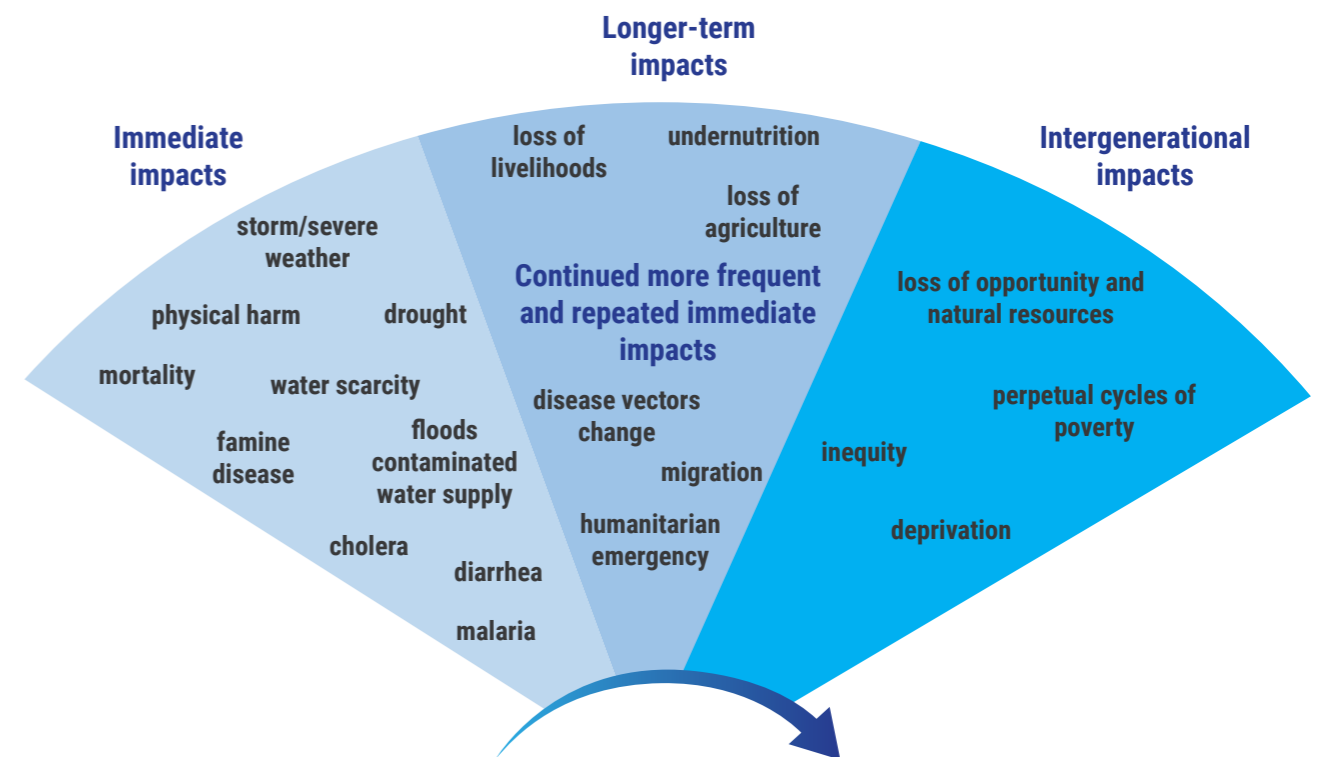 Immediate
impacts
storm/severe
weather
physical harm
drought
mortality
water scarcity
famine
disease
floods
contaminated
water supply
cholera
diarrhea
malaria
Longer-term
impacts
loss of
livelihoods
undernutrition
loss of
agriculture
Continued more frequent
and repeated immediate
impacts
disease vectors
change
migration
humanitarian
emergency
Intergenerational
impacts
loss of opportunity and
natural resources
perpetual cycles of
poverty
inequity
deprivation